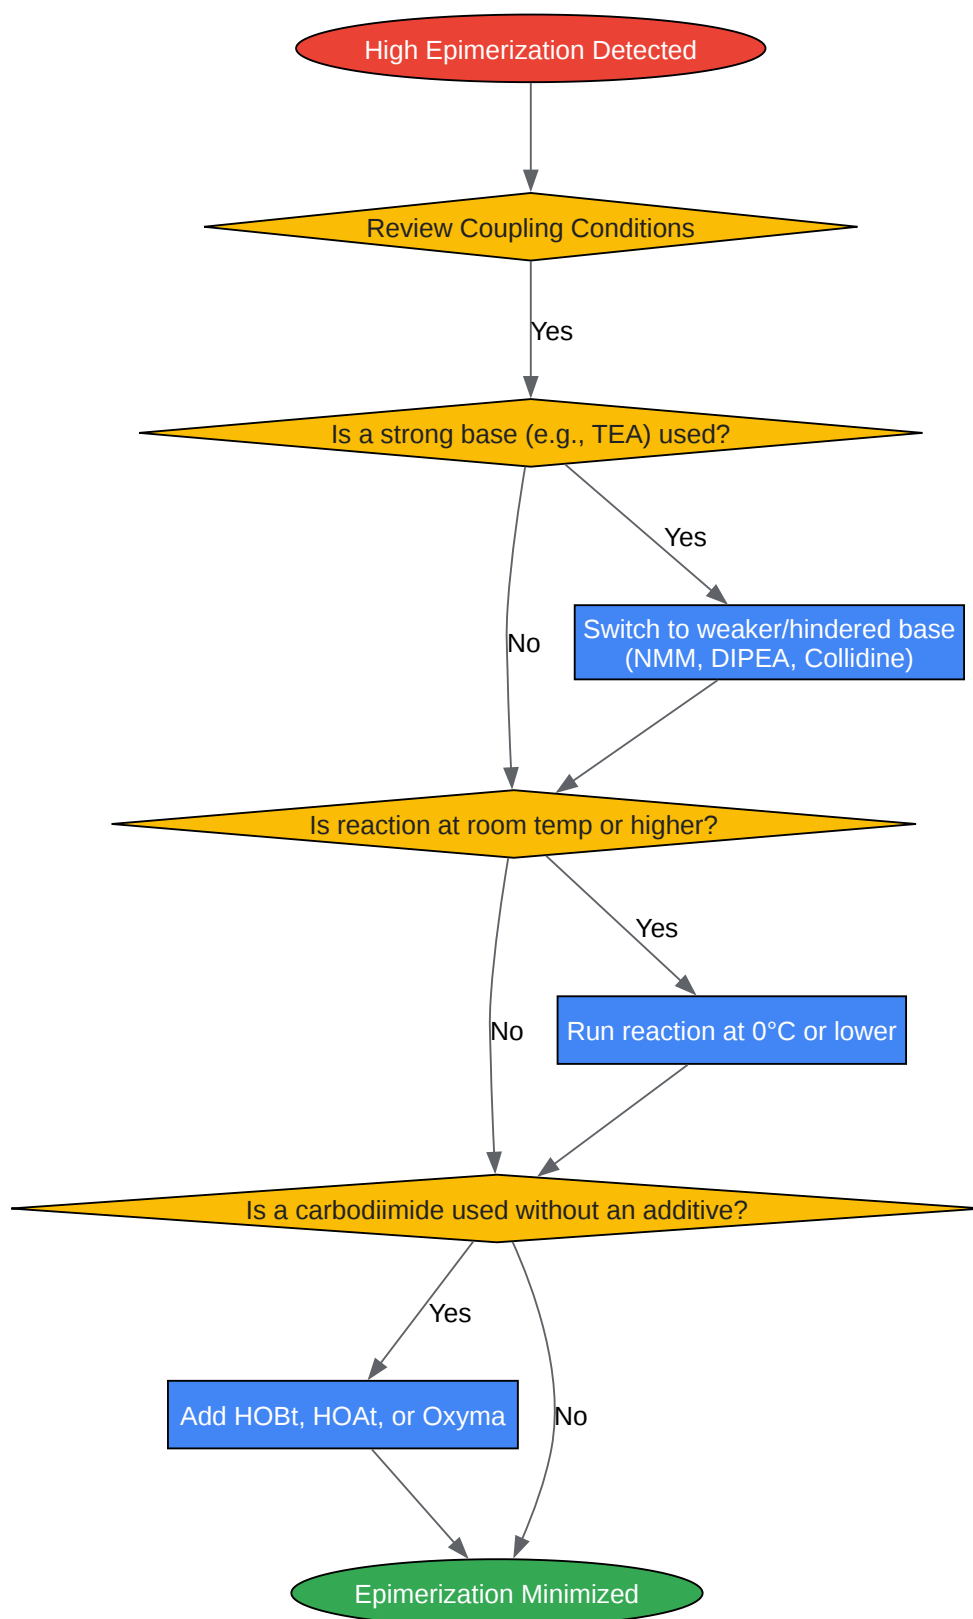 High Epimerization Detected
Review Coupling Conditions
Yes
Is a strong base (e.g., TEA) used?
Yes
Switch to weaker/hindered base
(NMM, DIPEA, Collidine)
No
Is reaction at room temp or higher?
Yes
Run reaction at 0°C or lower
No
Is a carbodiimide used without an additive?
Yes
Add HOBt, HOAt, or Oxyma
No
Epimerization Minimized